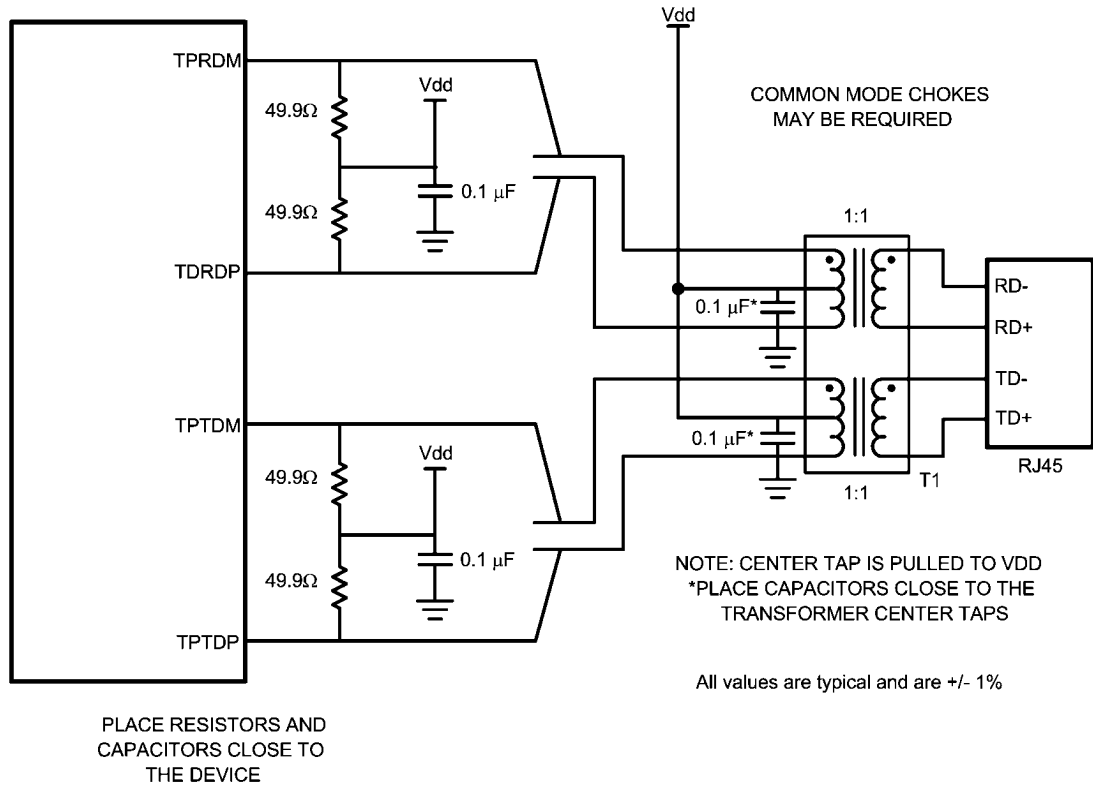 Vdd
TPRDM
Vdd
COMMON MODE CHOKES
MAY BE REQUIRED
49.9Ω
0.1 μF
49.9Ω
1:1
TDRDP
RD-
0.1 μF*
RD+
TD-
TPTDM
TD+
0.1 μF*
Vdd
RJ45
49.9Ω
T1
1:1
0.1 μF
49.9Ω
NOTE: CENTER TAP IS PULLED TO VDD
*PLACE CAPACITORS CLOSE TO THE
TRANSFORMER CENTER TAPS
TPTDP
All values are typical and are +/- 1%
PLACE RESISTORS AND
CAPACITORS CLOSE TO
THE DEVICE